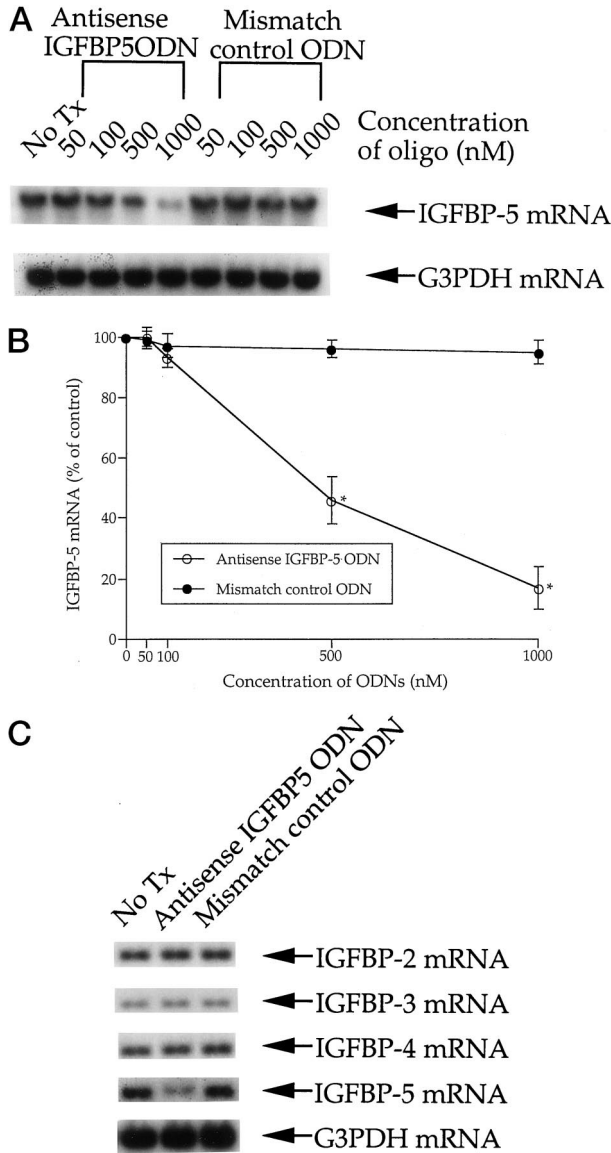 A
Antisense
IGFBP5ODN
Mismatch
control ODN
No Tx 50 100 500 1000 50 100 500 1000
Concentration
of oligo (nM)
IGFBP-5 mRNA
G3PDH mRNA
B
IGFBP-5 mRNA (% of control)
100
80
60
40
20
0
*
*
Antisense IGFBP-5 ODN
Mismatch control ODN
0 50 100 500 1000
Concentration of ODNs (nM)
C
No Tx
Antisense IGFBP5 ODN
Mismatch control ODN
IGFBP-2 mRNA
IGFBP-3 mRNA
IGFBP-4 mRNA
IGFBP-5 mRNA
G3PDH mRNA